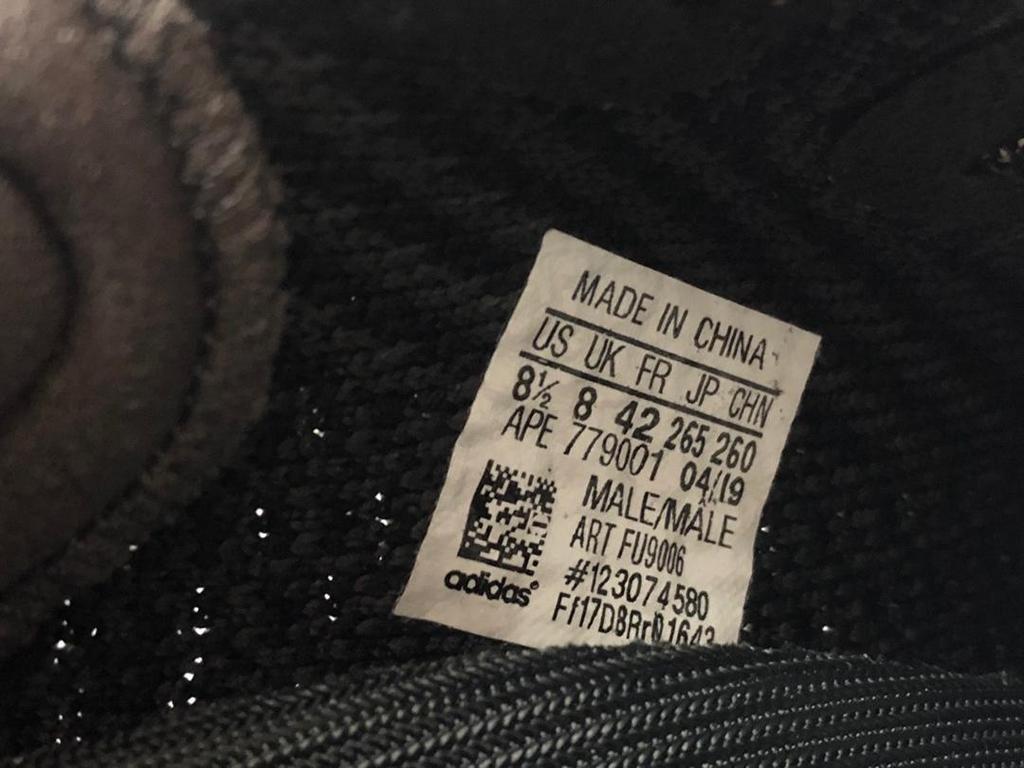 MADE IN CHINA
US UK FR JP CHN
8½ 8 42 265 260
APE 779001 04/19
MALE/MÂLE
ART FU9006
#123074580
adidas®